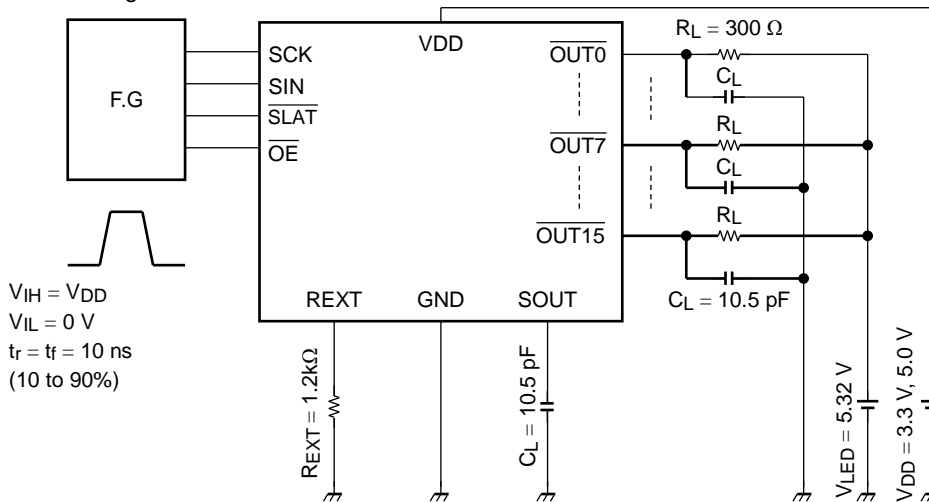 F.G
SCK
SIN
SLAT
OE
VDD
OUT0
OUT7
OUT15
REXT
GND
SOUT
RL = 300 Ω
CL
RL
CL
RL
CL = 10.5 pF
VIH = VDD
VIL = 0 V
tr = tf = 10 ns
(10 to 90%)
REXT = 1.2kΩ
CL = 10.5 pF
VLED = 5.32 V
VDD = 3.3 V, 5.0 V